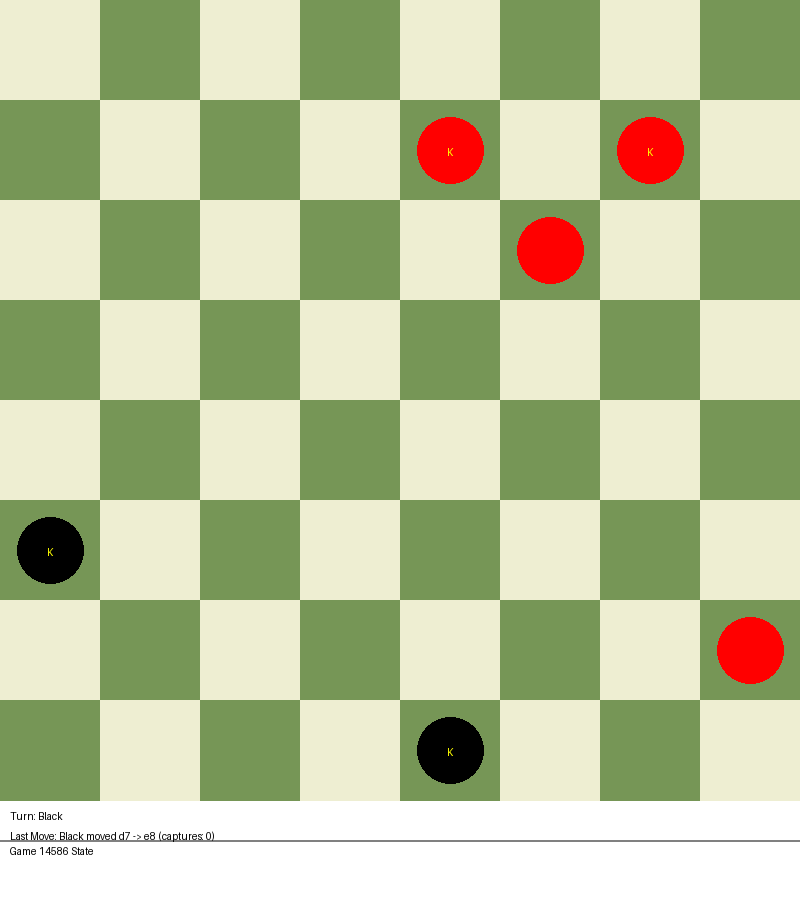 K K
K
K
Turn: Black
Last Move: Black moved d7 -> e8 (captures: 0)
Game 14586 State